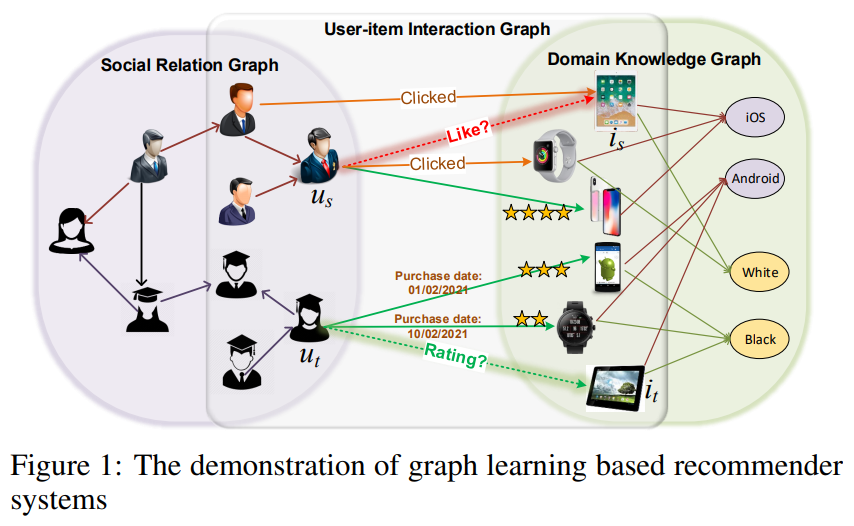 User-item Interaction Graph
Social Relation Graph
Domain Knowledge Graph
Clicked
Like?
i_s
iOS
Clicked
u_s
Android
Purchase date:
01/02/2021
White
Purchase date:
10/02/2021
Black
u_t
Rating?
i_t
Figure 1: The demonstration of graph learning based recommender
systems